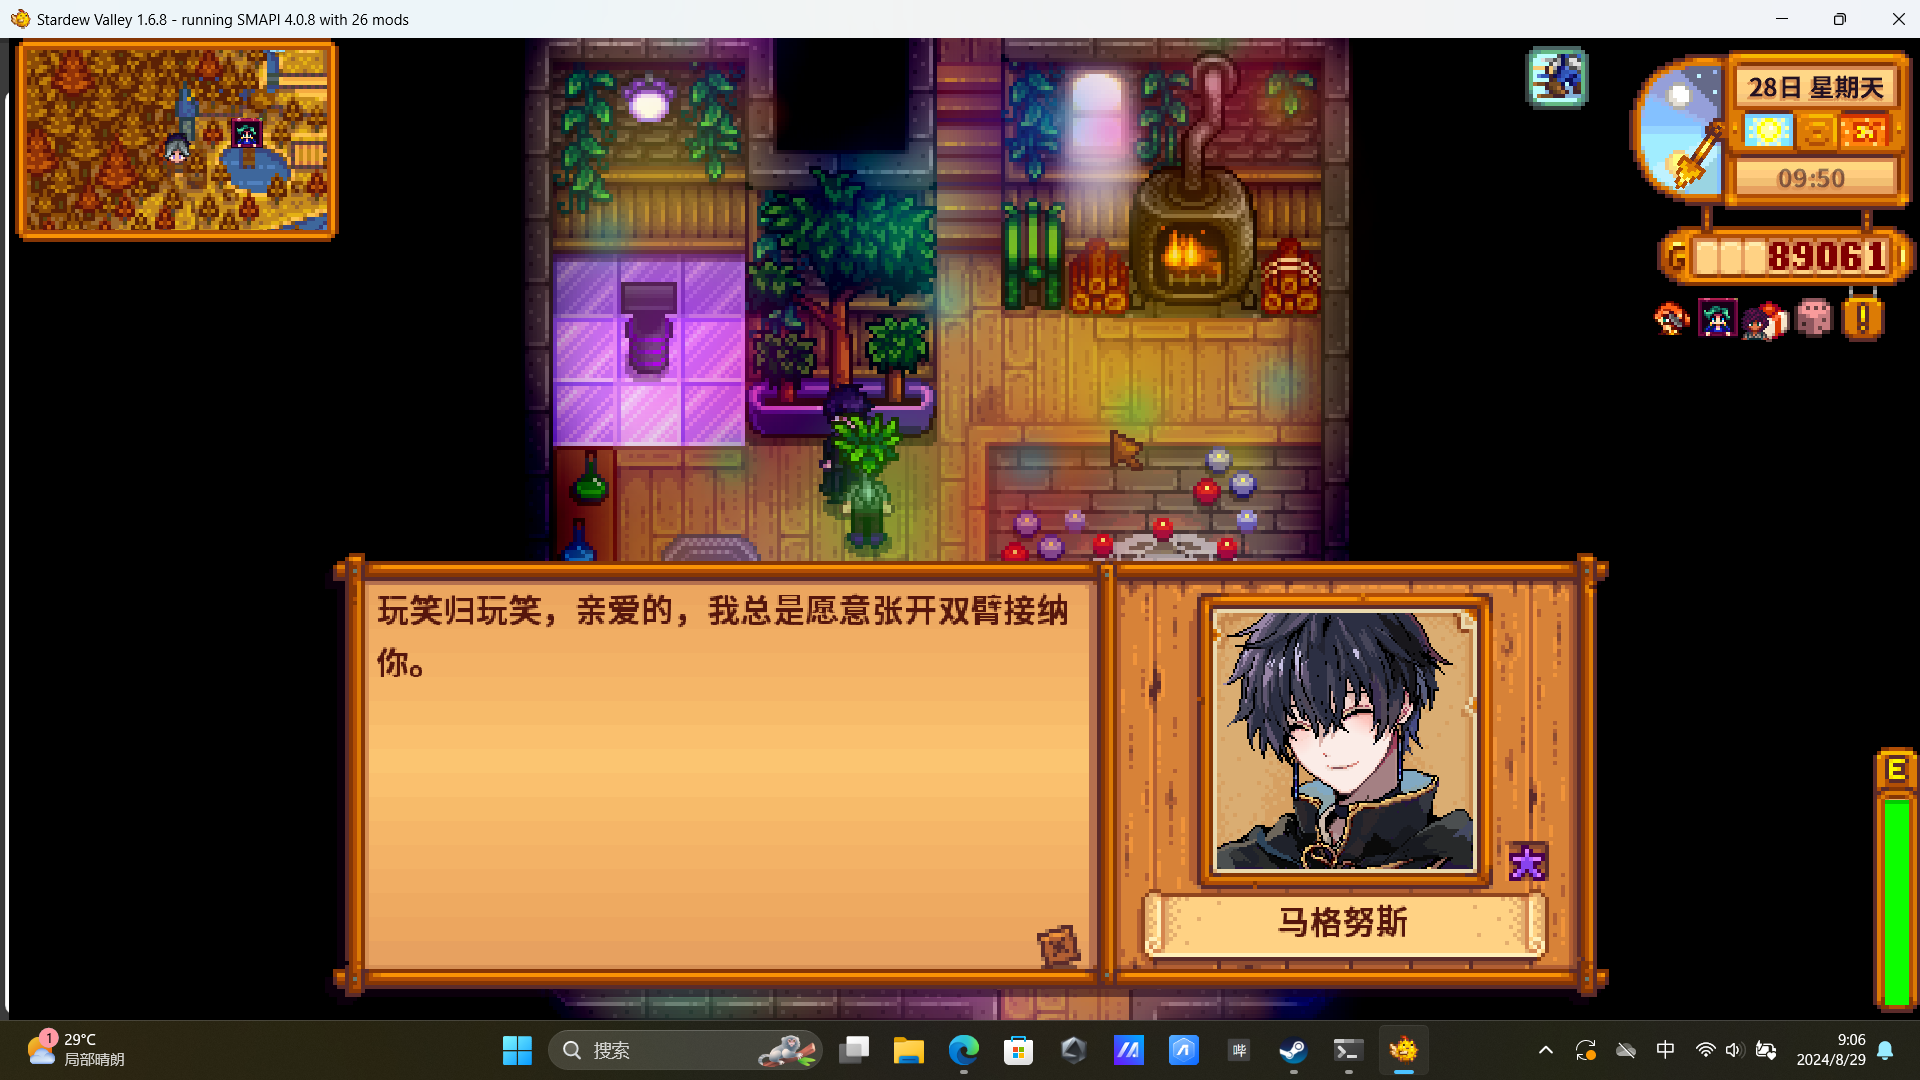 Stardew Valley 1.6.8 - running SMAPI 4.0.8 with 26 mods
28日 星期天
09:50
G 89061
玩笑归玩笑，亲爱的，我总是愿意张开双臂接纳
你。
马格努斯
E
1
29°C
局部晴朗
搜索
哔
中
9:06
2024/8/29